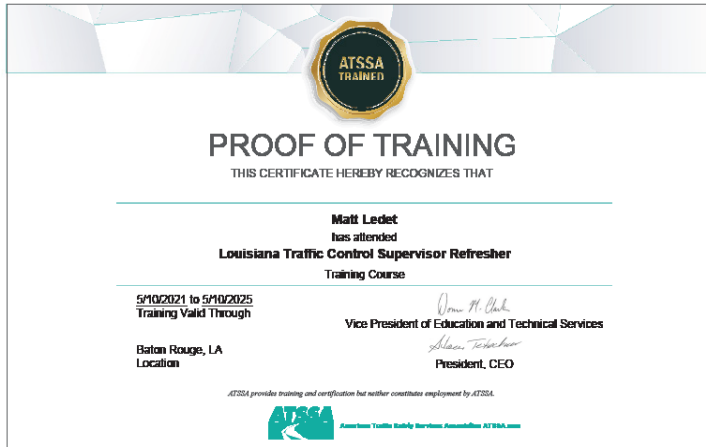 ATSSA
TRAINED
PROOF OF TRAINING
THIS CERTIFICATE HEREBY RECOGNIZES THAT
Matt Ledet
has attended
Louisiana Traffic Control Supervisor Refresher
Training Course
5/10/2021 to 5/10/2025
Training Valid Through
Vice President of Education and Technical Services
Baton Rouge, LA
Location
President, CEO
ATSSA provides training and certification but neither constitutes employment by ATSSA.
ATSSA
American Traffic Safety Services Association ATSSA.com